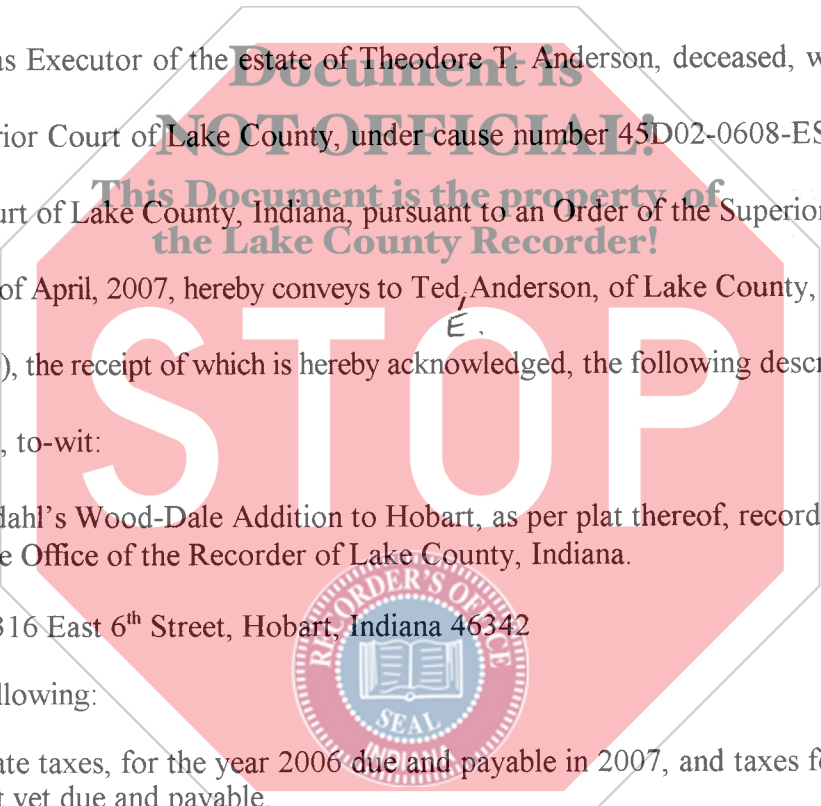 as Executor of the estate of Theodore T. Anderson, deceased, w
Document is
rior Court of Lake County, under cause number 45D02-0608-ES
NOT OFFICIAL!
This Document is the property of
urt of Lake County, Indiana, pursuant to an Order of the Superior
the Lake County Recorder!
of April, 2007, hereby conveys to Ted, Anderson, of Lake County,
E.
), the receipt of which is hereby acknowledged, the following descr
STOP
, to-wit:
dahl's Wood-Dale Addition to Hobart, as per plat thereof, record
e Office of the Recorder of Lake County, Indiana.
RECORDER'S OFFICE
316 East 6th Street, Hobart, Indiana 46342
llowing:
SEAL
INDIANA
ate taxes, for the year 2006 due and payable in 2007, and taxes f
t yet due and payable.